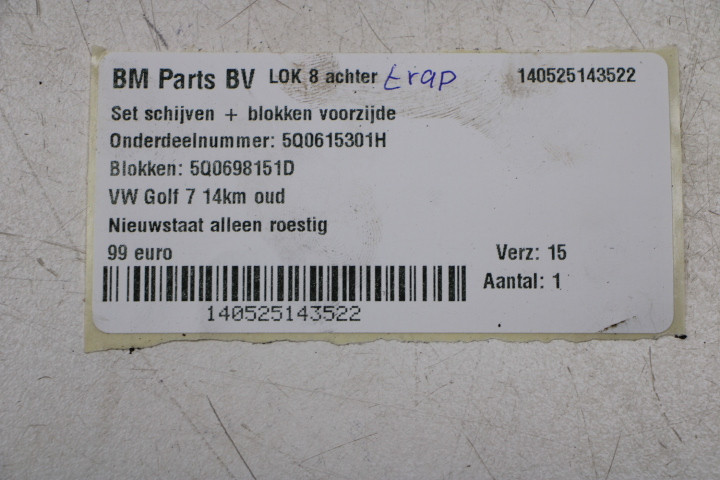 BM Parts BV LOK 8 achter trap 140525143522
Set schijven + blokken voorzijde
Onderdeelnummer: 5Q0615301H
Blokken: 5Q0698151D
VW Golf 7 14km oud
Nieuwstaat alleen roestig
99 euro Verz: 15
Aantal: 1
140525143522